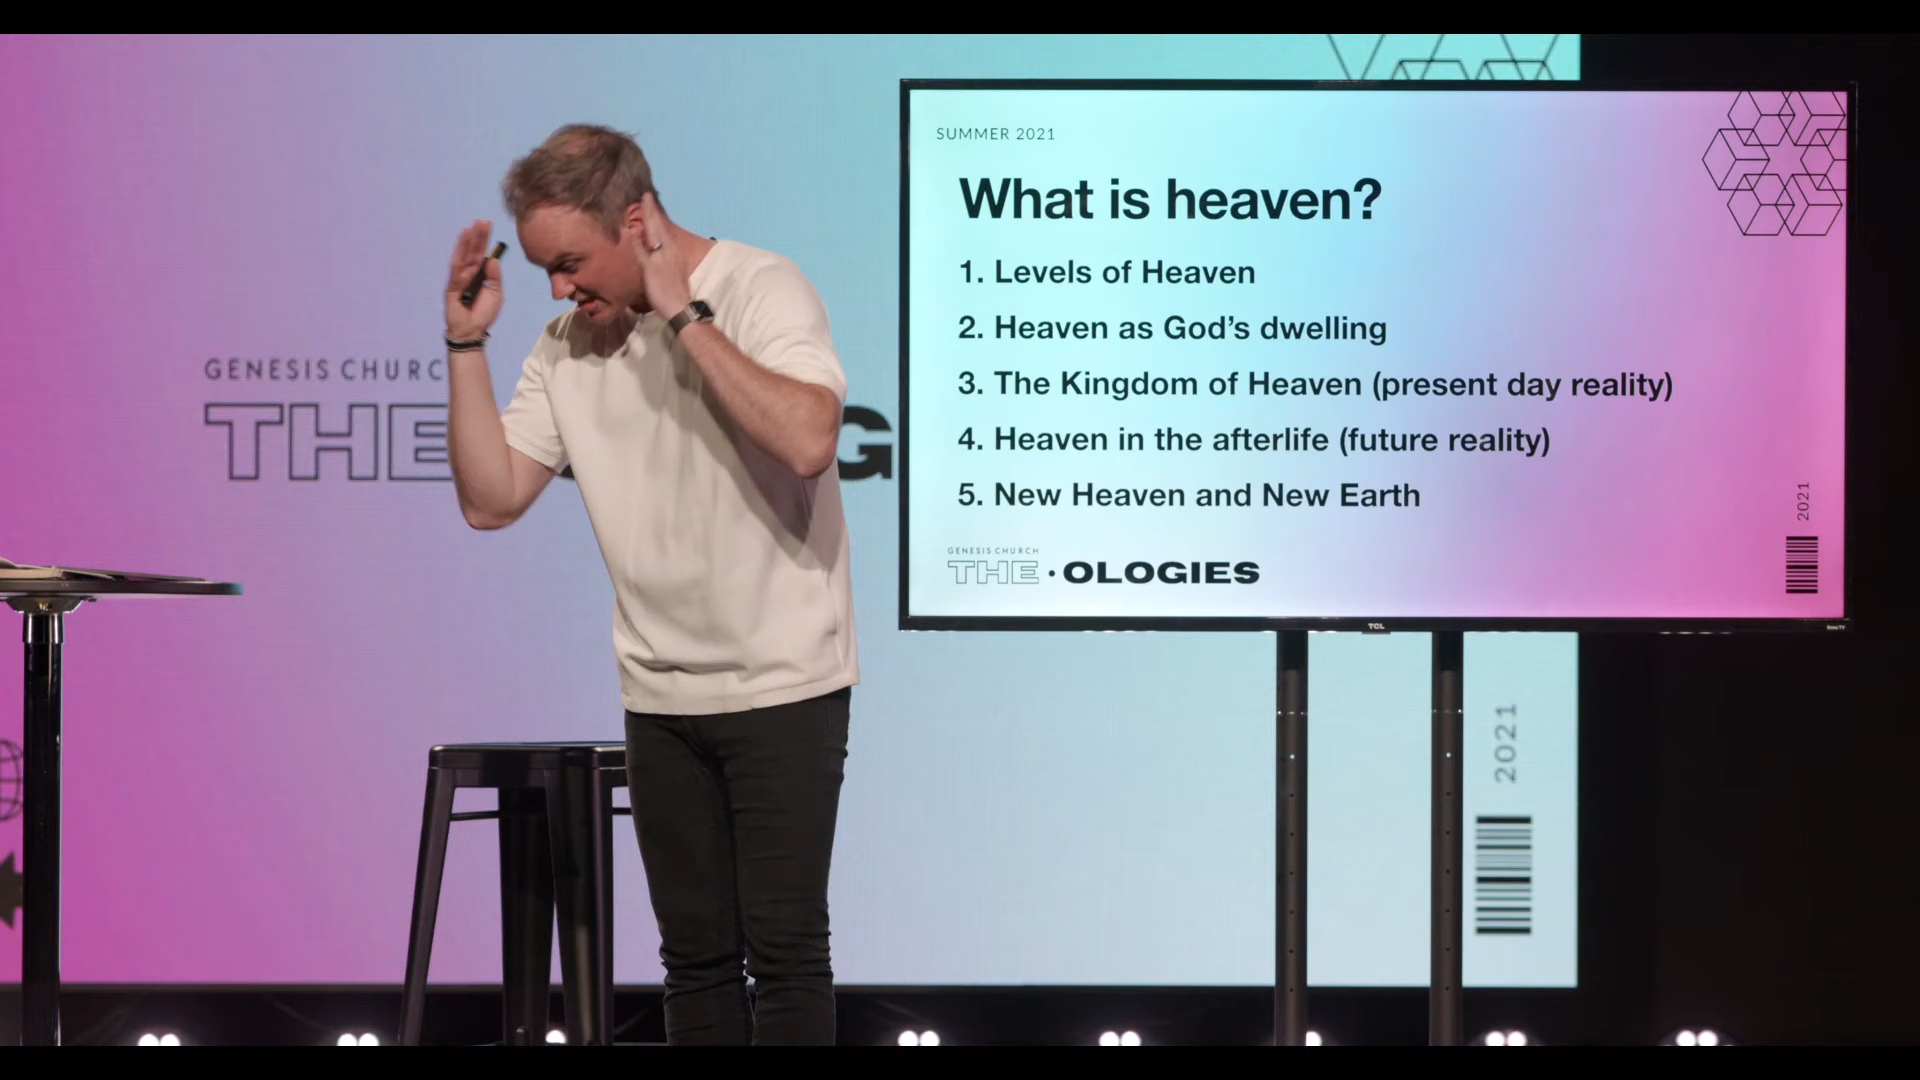 SUMMER 2021
What is heaven?
1. Levels of Heaven
2. Heaven as God's dwelling
3. The Kingdom of Heaven (present day reality)
4. Heaven in the afterlife (future reality)
5. New Heaven and New Earth
GENESIS CHURCH
THE · OLOGIES
2021
TCL
GENESIS CHURC
THE G
2021